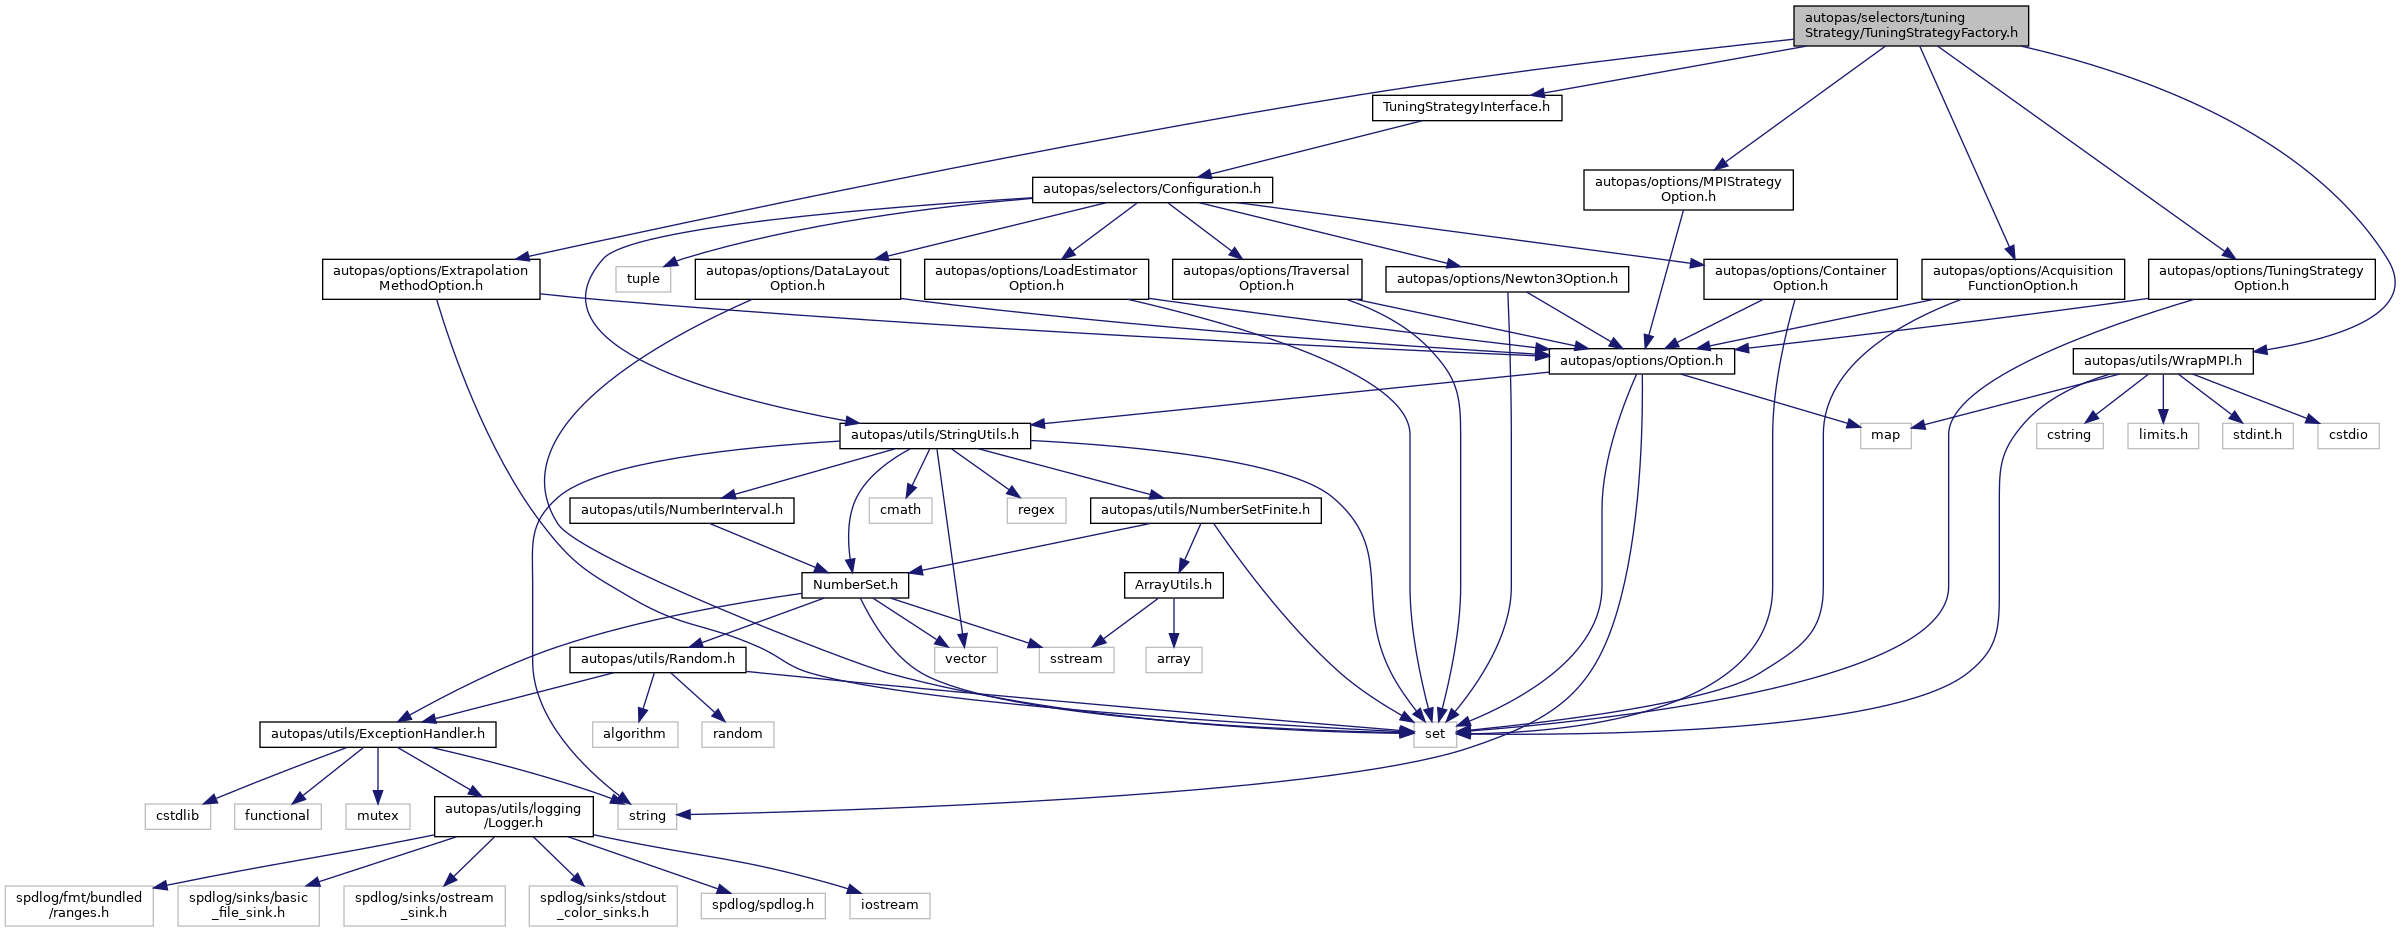 autopas/selectors/tuning
Strategy/TuningStrategyFactory.h
TuningStrategyInterface.h
autopas/selectors/Configuration.h
autopas/options/MPIStrategy
Option.h
autopas/options/Extrapolation
MethodOption.h
tuple
autopas/options/DataLayout
Option.h
autopas/options/LoadEstimator
Option.h
autopas/options/Traversal
Option.h
autopas/options/Newton3Option.h
autopas/options/Container
Option.h
autopas/options/Acquisition
FunctionOption.h
autopas/options/TuningStrategy
Option.h
autopas/options/Option.h
autopas/utils/WrapMPI.h
autopas/utils/StringUtils.h
map
cstring
limits.h
stdint.h
cstdio
autopas/utils/NumberInterval.h
cmath
regex
autopas/utils/NumberSetFinite.h
NumberSet.h
ArrayUtils.h
autopas/utils/Random.h
vector
sstream
array
autopas/utils/ExceptionHandler.h
algorithm
random
set
cstdlib
functional
mutex
autopas/utils/logging
/Logger.h
string
spdlog/fmt/bundled
/ranges.h
spdlog/sinks/basic
_file_sink.h
spdlog/sinks/ostream
_sink.h
spdlog/sinks/stdout
_color_sinks.h
spdlog/spdlog.h
iostream